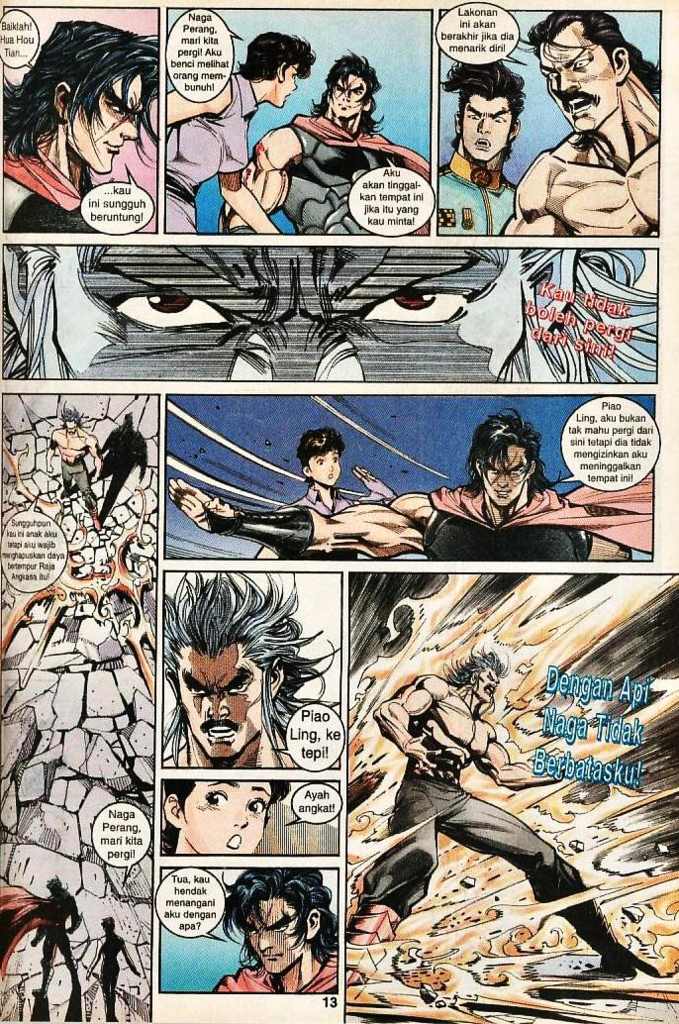 Baiklah!
Hua Hou
Tian...
...kau
ini sungguh
beruntung!
Naga
Perang,
mari kita
pergi! Aku
benci melihat
orang mem-
bunuh!
Aku
akan tinggal-
kan tempat ini
jika itu yang
kau minta!
Lakonan
ini akan
berakhir jika dia
menarik diri!
Kau tidak
boleh pergi
dari sini!
Sungguhpun
kau ini anak aku
tetapi aku wajib
menghapuskan daya
bertempur Raja
Angkasa itu!
Naga
Perang,
mari kita
pergi!
Piao
Ling, aku bukan
tak mahu pergi dari
sini tetapi dia tidak
mengizinkan aku
meninggalkan
tempat ini!
Piao
Ling, ke
tepi!
Ayah
angkat!
Tua, kau
hendak
menangani
aku dengan
apa?
Dengan Api
Naga Tidak
Berbatasku!
13